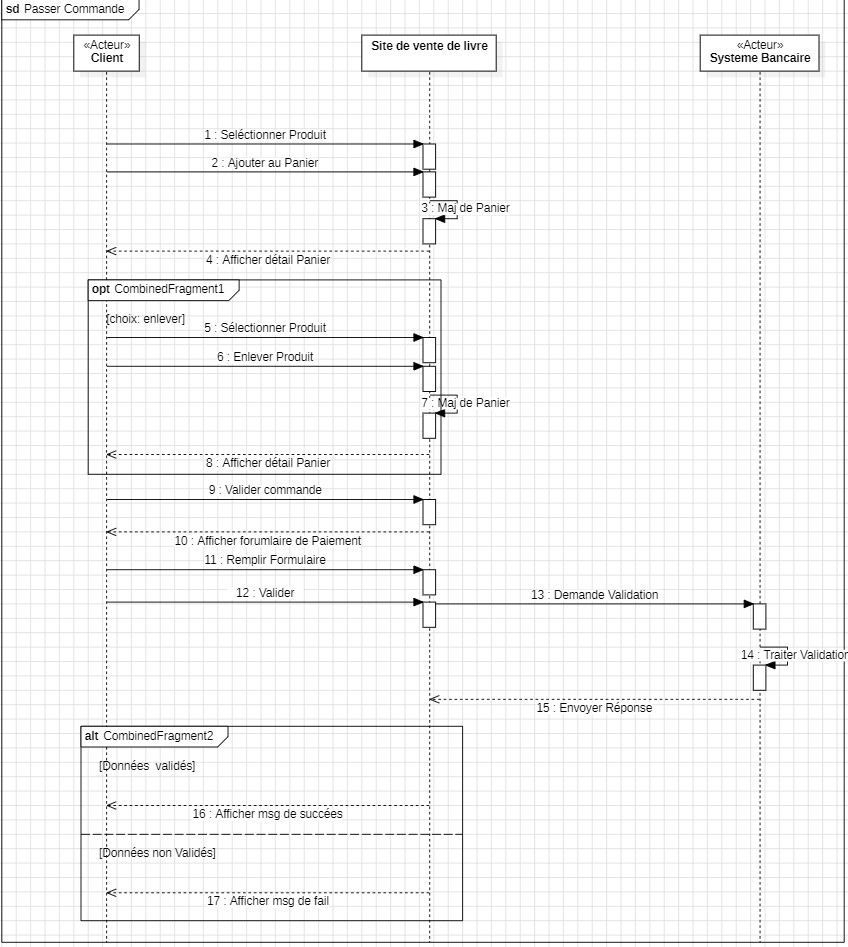 sd Passer Commande
«Acteur»
Client
Site de vente de livre
«Acteur»
Systeme Bancaire
1 : Seléctionner Produit
2 : Ajouter au Panier
3 : Maj de Panier
4 : Afficher détail Panier
opt CombinedFragment1
[choix: enlever]
5 : Sélectionner Produit
6 : Enlever Produit
7 : Maj de Panier
8 : Afficher détail Panier
9 : Valider commande
10 : Afficher forumlaire de Paiement
11 : Remplir Formulaire
12 : Valider
13 : Demande Validation
14 : Traiter Validation
15 : Envoyer Réponse
alt CombinedFragment2
[Données  validés]
16 : Afficher msg de succées
[Données non Validés]
17 : Afficher msg de fail